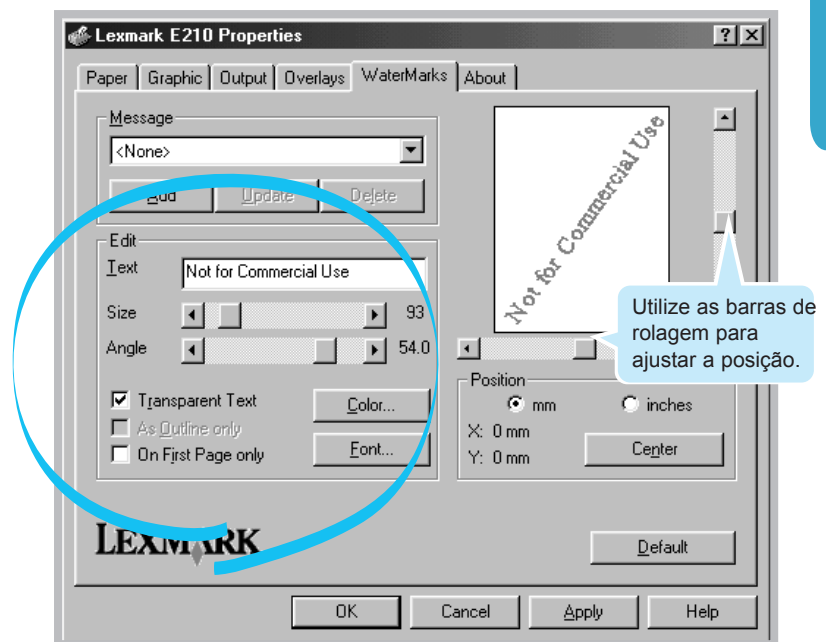 Lexmark E210 Properties
Paper Graphic Output Overlays WaterMarks About
Message
<None>
Add Update Delete
Edit
Text Not for Commercial Use
Size 93
Angle 54.0
Transparent Text
Color...
As Outline only
On First Page only
Font...
Not for Commercial Use
Utilize as barras de
rolagem para
ajustar a posição.
Position
mm inches
X: 0 mm
Y: 0 mm
Center
LEXMARK
Default
OK Cancel Apply Help